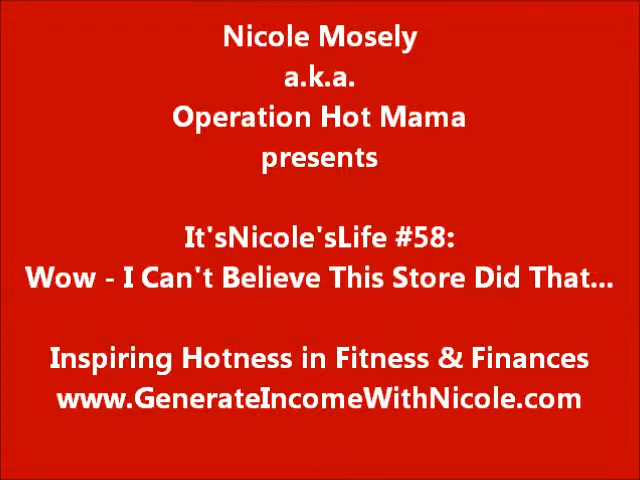 Nicole Mosely
a.k.a.
Operation Hot Mama
presents
It'sNicole'sLife #58:
Wow - I Can't Believe This Store Did That...
Inspiring Hotness in Fitness & Finances
www.GenerateIncomeWithNicole.com